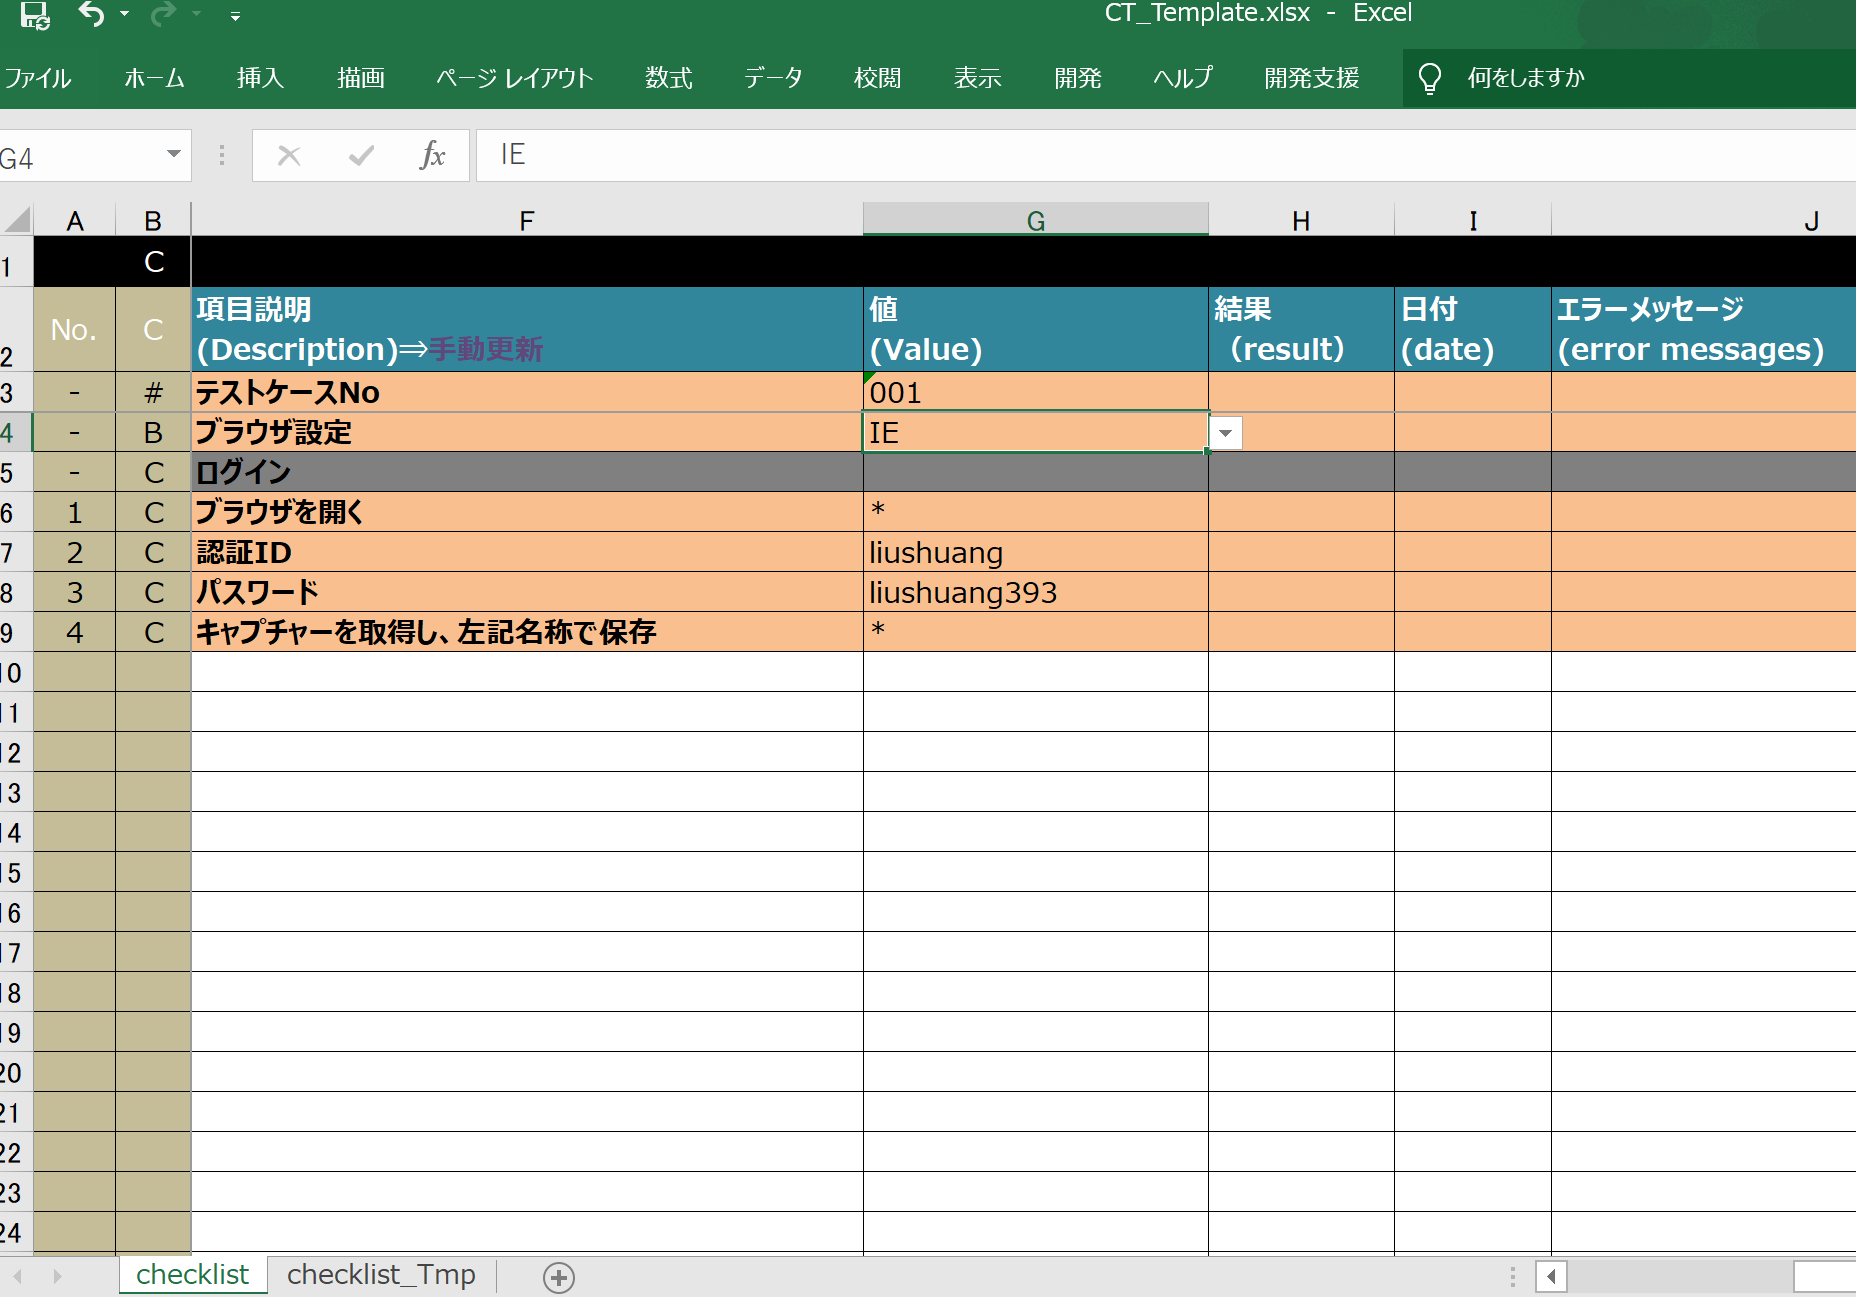 CT_Template.xlsx - Excel
ファイル ホーム 挿入 描画 ページ レイアウト 数式 データ 校閲 表示 開発 ヘルプ 開発支援 何をしますか
G4 fx IE
A B F G H I J
1 C
2 No. C 項目説明 (Description)⇒手動更新 値 (Value) 結果 (result) 日付 (date) エラーメッセージ (error messages)
3 - # テストケースNo 001
4 - B ブラウザ設定 IE
5 - C ログイン
6 1 C ブラウザを開く *
7 2 C 認証ID liushuang
8 3 C パスワード liushuang393
9 4 C キャプチャーを取得し、左記名称で保存 *
10
11
12
13
14
15
16
17
18
19
20
21
22
23
24
checklist checklist_Tmp